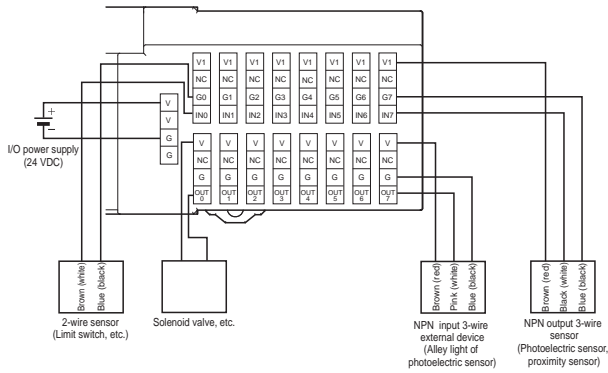 V1 V1 V1 V1 V1 V1 V1 V1
NC NC NC NC NC NC NC NC
G0 G1 G2 G3 G4 G5 G6 G7
IN0 IN1 IN2 IN3 IN4 IN5 IN6 IN7
V
V
G
G
+
−
I/O power supply
(24 VDC)
V V V V V V V V
NC NC NC NC NC NC NC NC
G G G G G G G G
OUT 0 OUT 1 OUT 2 OUT 3 OUT 4 OUT 5 OUT 6 OUT 7
Brown (white)
Blue (black)
2-wire sensor
(Limit switch, etc.)
Solenoid valve, etc.
Brown (red)
Pink (white)
Blue (black)
NPN input 3-wire
external device
(Alley light of
photoelectric sensor)
Brown (red)
Black (white)
Blue (black)
NPN output 3-wire
sensor
(Photoelectric sensor,
proximity sensor)